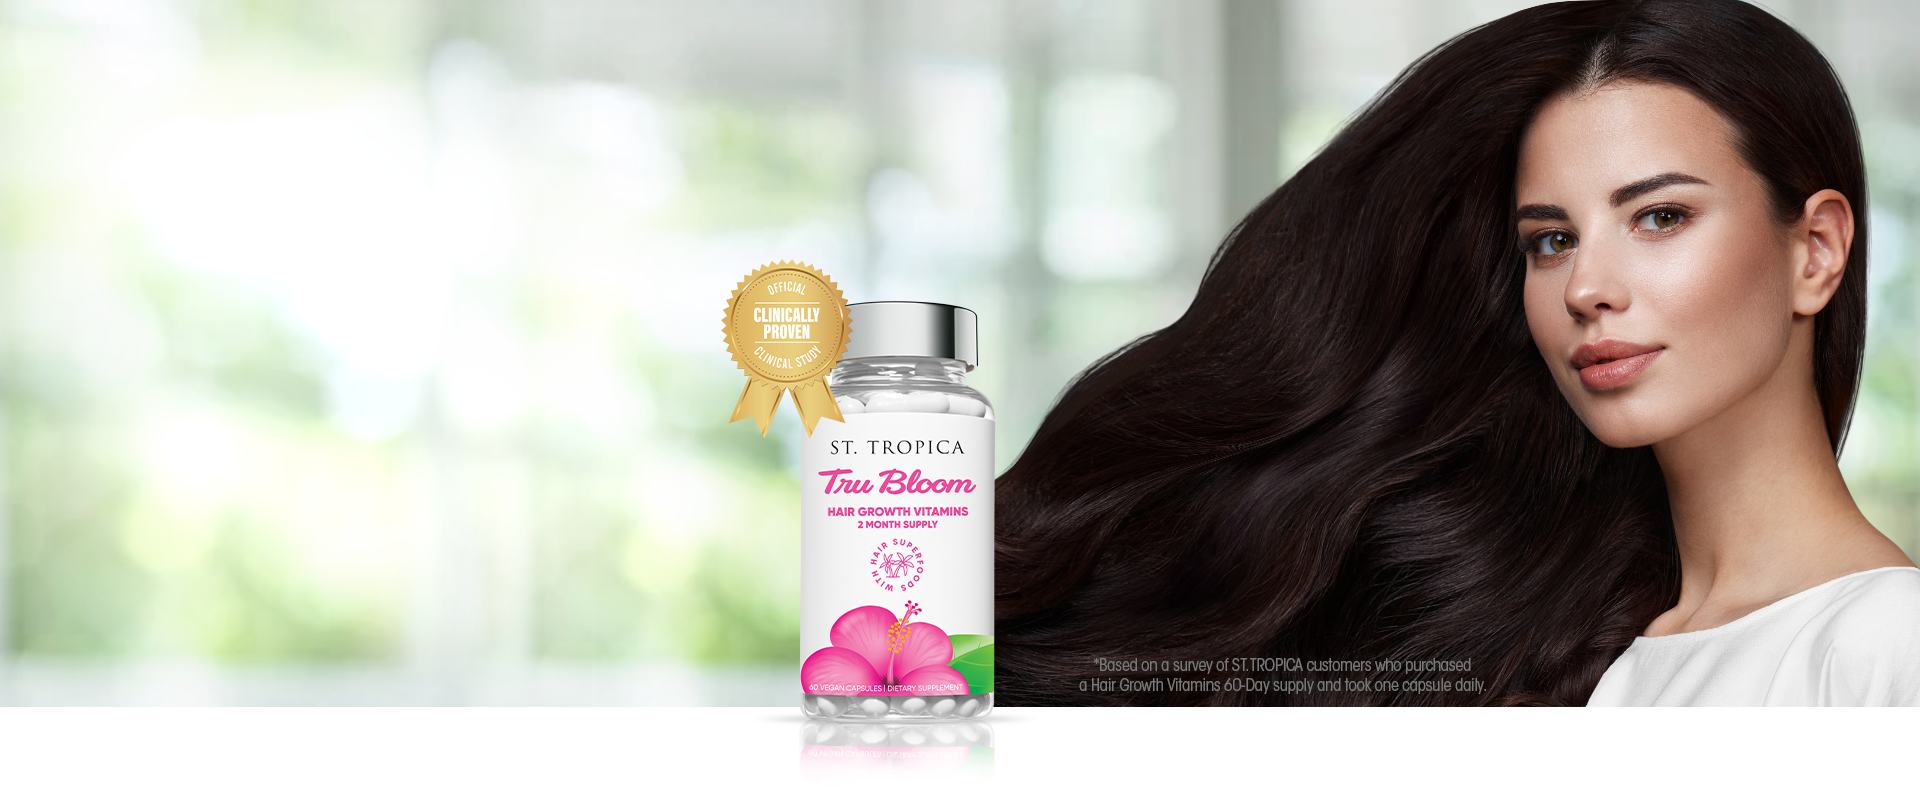 OFFICIAL
CLINICALLY
PROVEN
CLINICAL STUDY
ST. TROPICA
Tru Bloom
HAIR GROWTH VITAMINS
2 MONTH SUPPLY
WITH HAIR SUPERFOODS
60 VEGAN CAPSULES | DIETARY SUPPLEMENT
*Based on a survey of ST.TROPICA customers who purchased
a Hair Growth Vitamins 60-Day supply and took one capsule daily.